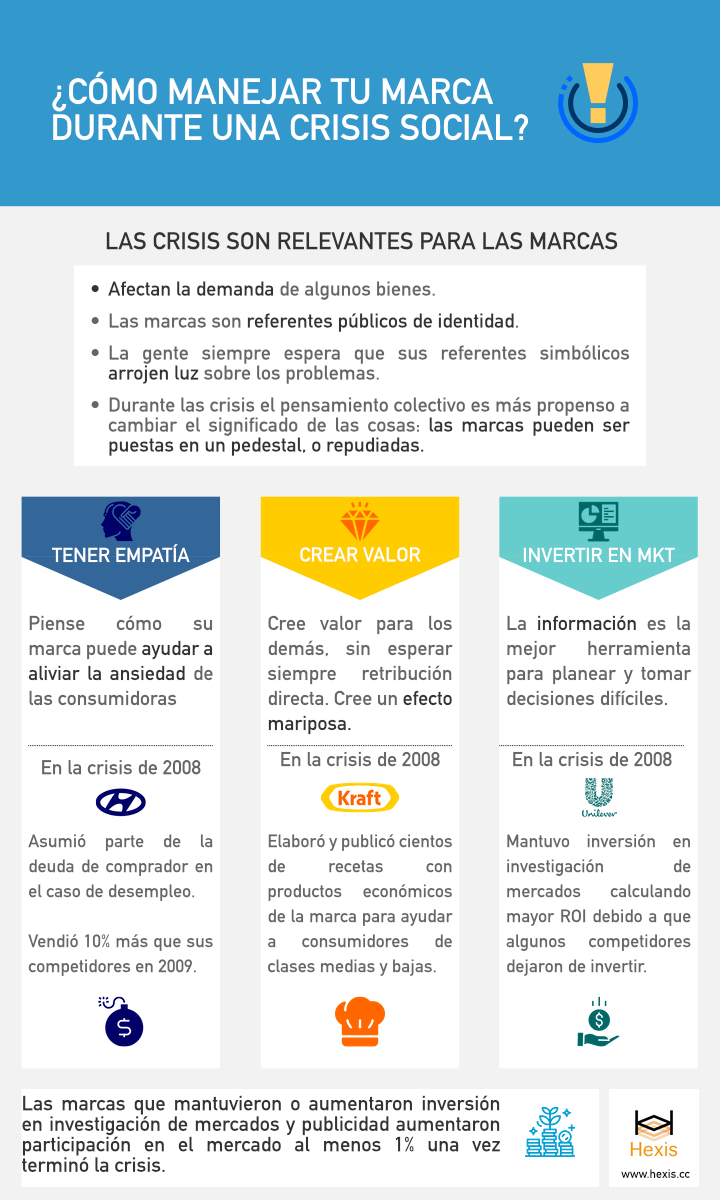 ¿CÓMO MANEJAR TU MARCA
DURANTE UNA CRISIS SOCIAL?
LAS CRISIS SON RELEVANTES PARA LAS MARCAS
• Afectan la demanda de algunos bienes.
• Las marcas son referentes públicos de identidad.
• La gente siempre espera que sus referentes simbólicos
arrojen luz sobre los problemas.
• Durante las crisis el pensamiento colectivo es más propenso a
cambiar el significado de las cosas: las marcas pueden ser
puestas en un pedestal, o repudiadas.
TENER EMPATÍA
Piense cómo su
marca puede ayudar a
aliviar la ansiedad de
las consumidoras
En la crisis de 2008
Asumió parte de la
deuda de comprador en
el caso de desempleo.
Vendió 10% más que sus
competidores en 2009.
$
CREAR VALOR
Cree valor para los
demás, sin esperar
siempre retribución
directa. Cree un efecto
mariposa.
En la crisis de 2008
Kraft
Elaboró y publicó cientos
de recetas con
productos económicos
de la marca para ayudar
a consumidores de
clases medias y bajas.
INVERTIR EN MKT
La información es la
mejor herramienta
para planear y tomar
decisiones difíciles.
En la crisis de 2008
Unilever
Mantuvo inversión en
investigación de
mercados calculando
mayor ROI debido a que
algunos competidores
dejaron de invertir.
$
Las marcas que mantuvieron o aumentaron inversión
en investigación de mercados y publicidad aumentaron
participación en el mercado al menos 1% una vez
terminó la crisis.
Hexis
www.hexis.cc